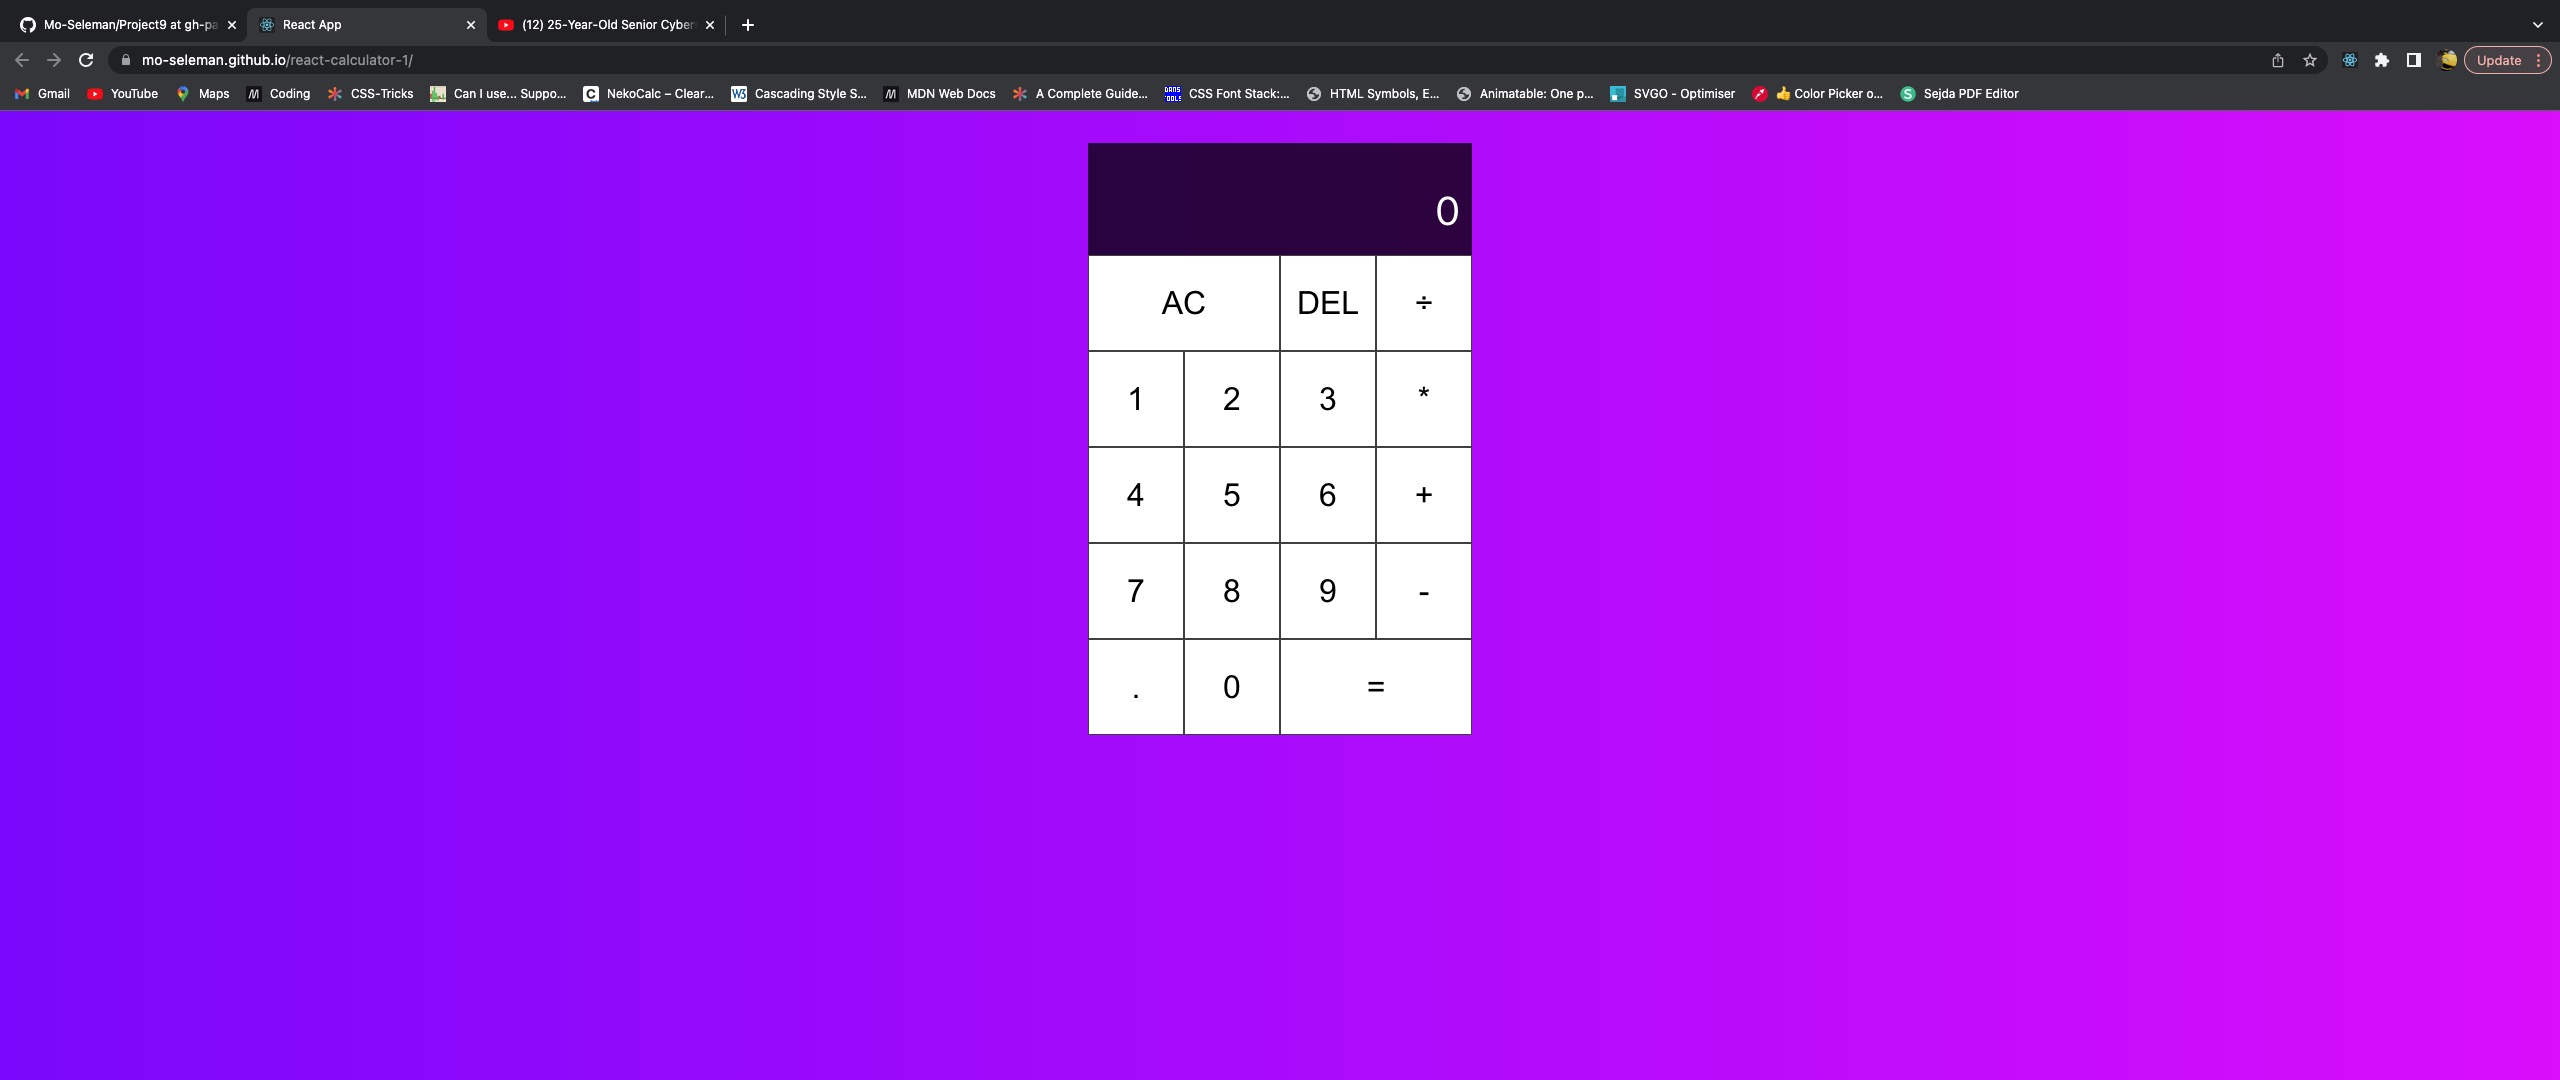 Mo-Seleman/Project9 at gh-pa
React App
(12) 25-Year-Old Senior Cyber
mo-seleman.github.io/react-calculator-1/
Update
Gmail YouTube Maps Coding CSS-Tricks Can I use... Suppo... NekoCalc – Clear... Cascading Style S... MDN Web Docs A Complete Guide... CSS Font Stack:... HTML Symbols, E... Animatable: One p... SVGO - Optimiser 👍 Color Picker o... Sejda PDF Editor
0
AC DEL ÷
1 2 3 *
4 5 6 +
7 8 9 -
. 0 =